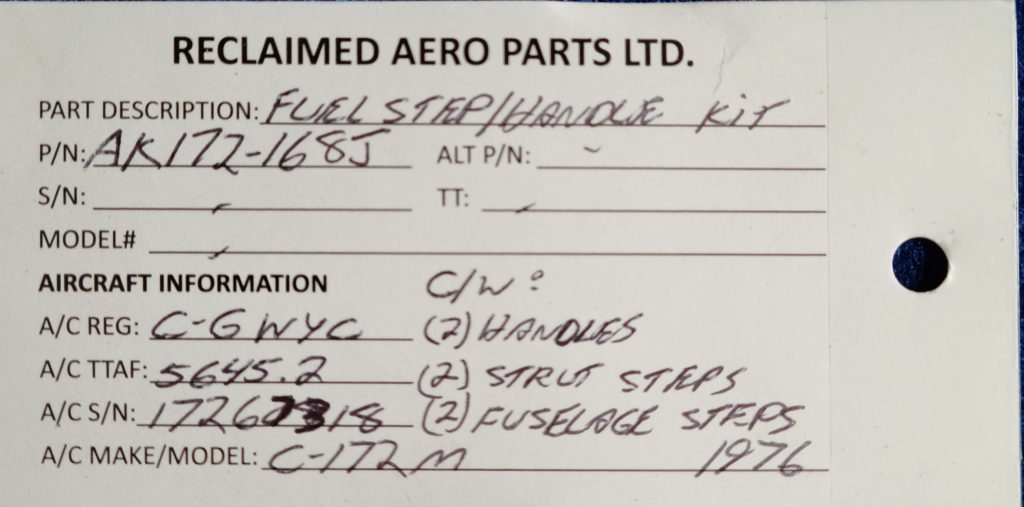 RECLAIMED AERO PARTS LTD.
PART DESCRIPTION: FUEL STEP/HANDLE KIT
P/N: AK172-168J ALT P/N: -
S/N: -  TT: -
MODEL# -
AIRCRAFT INFORMATION C/W:
A/C REG: C-GWYC (2) HANDLES
A/C TTAF: 5645.2 (2) STRUT STEPS
A/C S/N: (2) FUSELAGE STEPS
A/C MAKE/MODEL: C-172M 1976